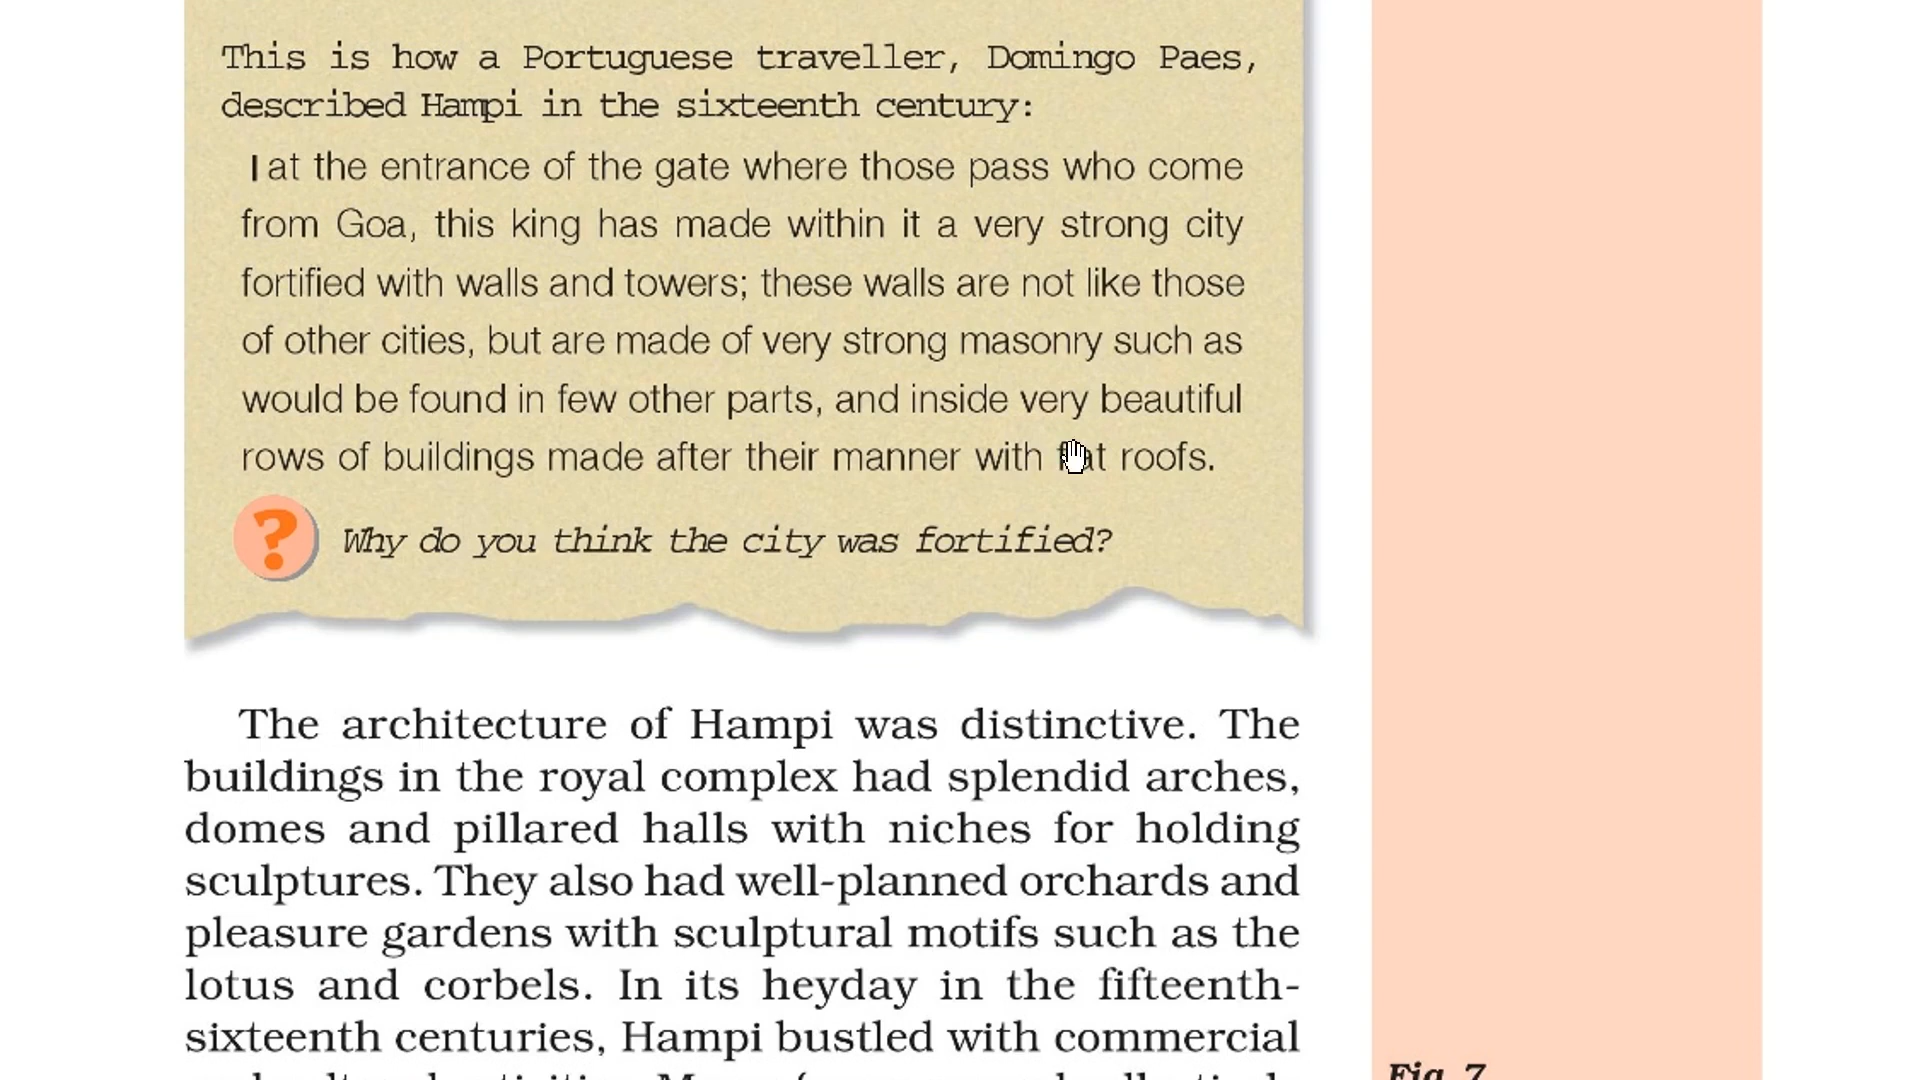 This is how a Portuguese traveller, Domingo Paes,
described Hampi in the sixteenth century:
I at the entrance of the gate where those pass who come
from Goa, this king has made within it a very strong city
fortified with walls and towers; these walls are not like those
of other cities, but are made of very strong masonry such as
would be found in few other parts, and inside very beautiful
rows of buildings made after their manner with flat roofs.
?
Why do you think the city was fortified?
The architecture of Hampi was distinctive. The
buildings in the royal complex had splendid arches,
domes and pillared halls with niches for holding
sculptures. They also had well-planned orchards and
pleasure gardens with sculptural motifs such as the
lotus and corbels. In its heyday in the fifteenth-
sixteenth centuries, Hampi bustled with commercial
Fig. 7